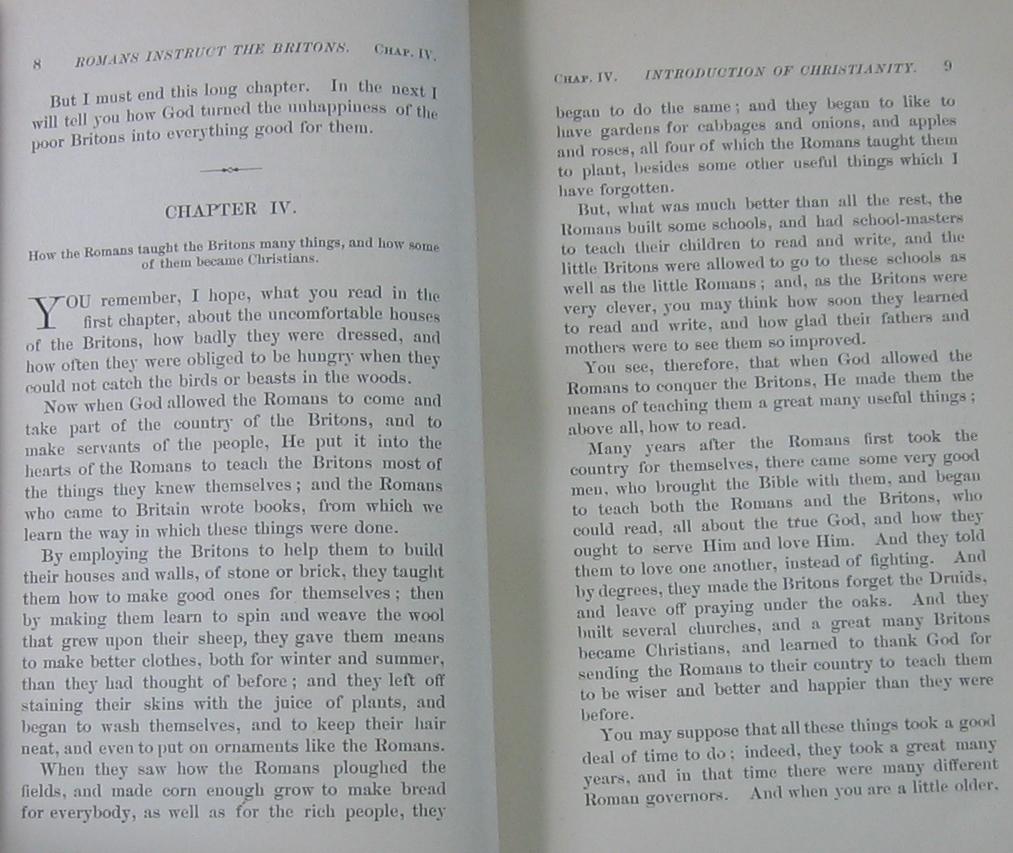 8 ROMANS INSTRUCT THE BRITONS. CHAP. IV.
But I must end this long chapter. In the next I
will tell you how God turned the unhappiness of the
poor Britons into everything good for them.
CHAPTER IV.
How the Romans taught the Britons many things, and how some
of them became Christians.
YOU remember, I hope, what you read in the
first chapter, about the uncomfortable houses
of the Britons, how badly they were dressed, and
how often they were obliged to be hungry when they
could not catch the birds or beasts in the woods.
Now when God allowed the Romans to come and
take part of the country of the Britons, and to
make servants of the people, He put it into the
hearts of the Romans to teach the Britons most of
the things they knew themselves; and the Romans
who came to Britain wrote books, from which we
learn the way in which these things were done.
By employing the Britons to help them to build
their houses and walls, of stone or brick, they taught
them how to make good ones for themselves; then
by making them learn to spin and weave the wool
that grew upon their sheep, they gave them means
to make better clothes, both for winter and summer,
than they had thought of before; and they left off
staining their skins with the juice of plants, and
began to wash themselves, and to keep their hair
neat, and even to put on ornaments like the Romans.
When they saw how the Romans ploughed the
fields, and made corn enough grow to make bread
for everybody, as well as for the rich people, they
CHAP. IV. INTRODUCTION OF CHRISTIANITY. 9
began to do the same; and they began to like to
have gardens for cabbages and onions, and apples
and roses, all four of which the Romans taught them
to plant, besides some other useful things which I
have forgotten.
But, what was much better than all the rest, the
Romans built some schools, and had school-masters
to teach their children to read and write, and the
little Britons were allowed to go to these schools as
well as the little Romans; and, as the Britons were
very clever, you may think how soon they learned
to read and write, and how glad their fathers and
mothers were to see them so improved.
You see, therefore, that when God allowed the
Romans to conquer the Britons, He made them the
means of teaching them a great many useful things;
above all, how to read.
Many years after the Romans first took the
country for themselves, there came some very good
men, who brought the Bible with them, and began
to teach both the Romans and the Britons, who
could read, all about the true God, and how they
ought to serve Him and love Him. And they told
them to love one another, instead of fighting. And
by degrees, they made the Britons forget the Druids,
and leave off praying under the oaks. And they
built several churches, and a great many Britons
became Christians, and learned to thank God for
sending the Romans to their country to teach them
to be wiser and better and happier than they were
before.
You may suppose that all these things took a good
deal of time to do; indeed, they took a great many
years, and in that time there were many different
Roman governors. And when you are a little older,